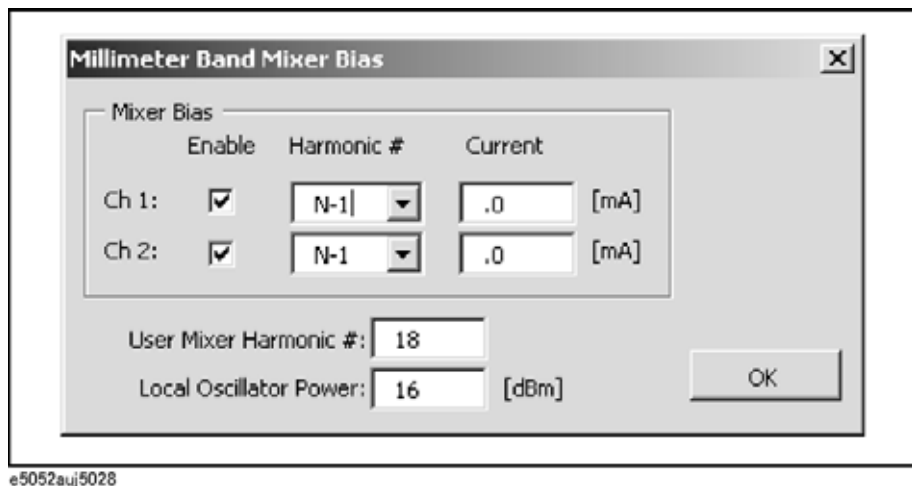 Millimeter Band Mixer Bias
Mixer Bias
Enable Harmonic # Current
Ch 1: N-1 .0 [mA]
Ch 2: N-1 .0 [mA]
User Mixer Harmonic #: 18
Local Oscillator Power: 16 [dBm]
OK
e5052auj5028